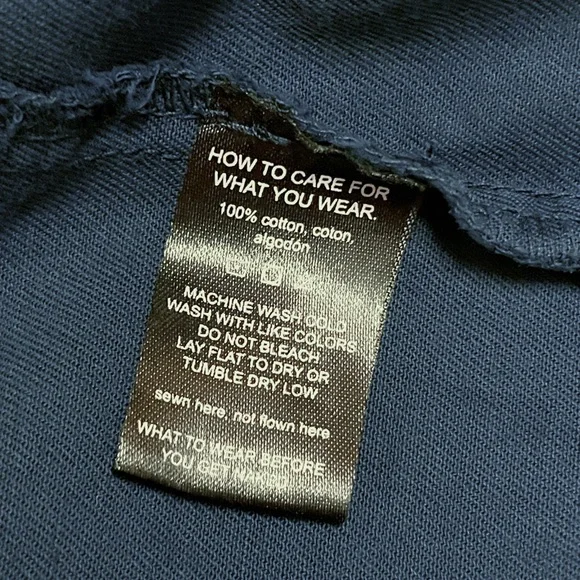 HOW TO CARE FOR
WHAT YOU WEAR
100% cotton, coton,
algodón
MACHINE WASH COLD
WASH WITH LIKE COLORS
DO NOT BLEACH
LAY FLAT TO DRY OR
TUMBLE DRY LOW
sewn here, not flown here
WHAT TO WEAR BEFORE
YOU GET